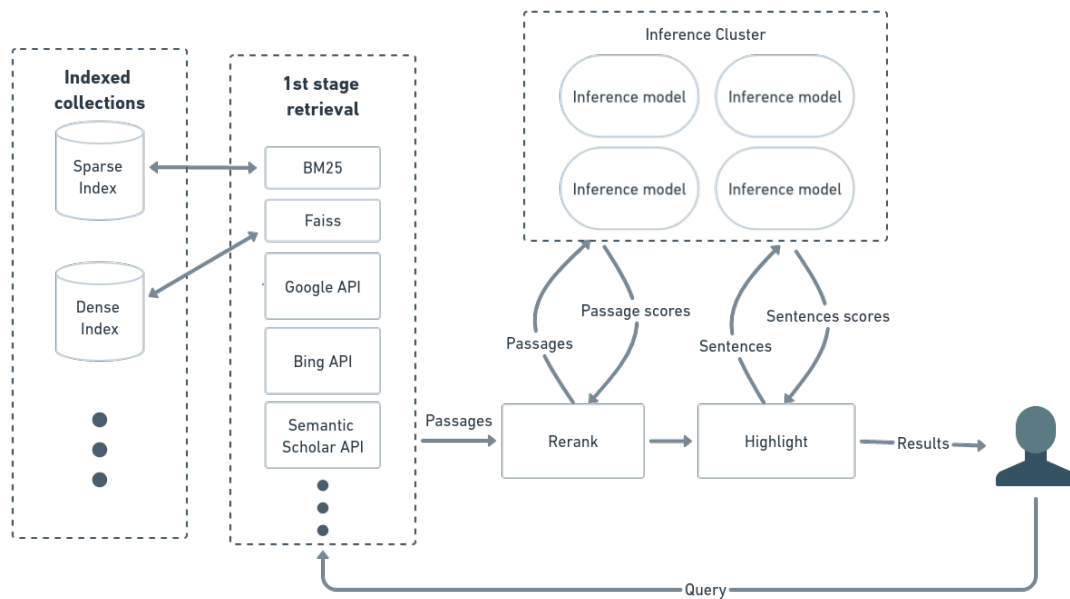 Indexed
collections
Sparse
Index
Dense
Index
1st stage
retrieval
BM25
Faiss
Google API
Bing API
Semantic
Scholar API
Inference Cluster
Inference model
Inference model
Inference model
Inference model
Passages
Passage scores
Sentences
Sentences scores
Passages
Rerank
Highlight
Results
Query